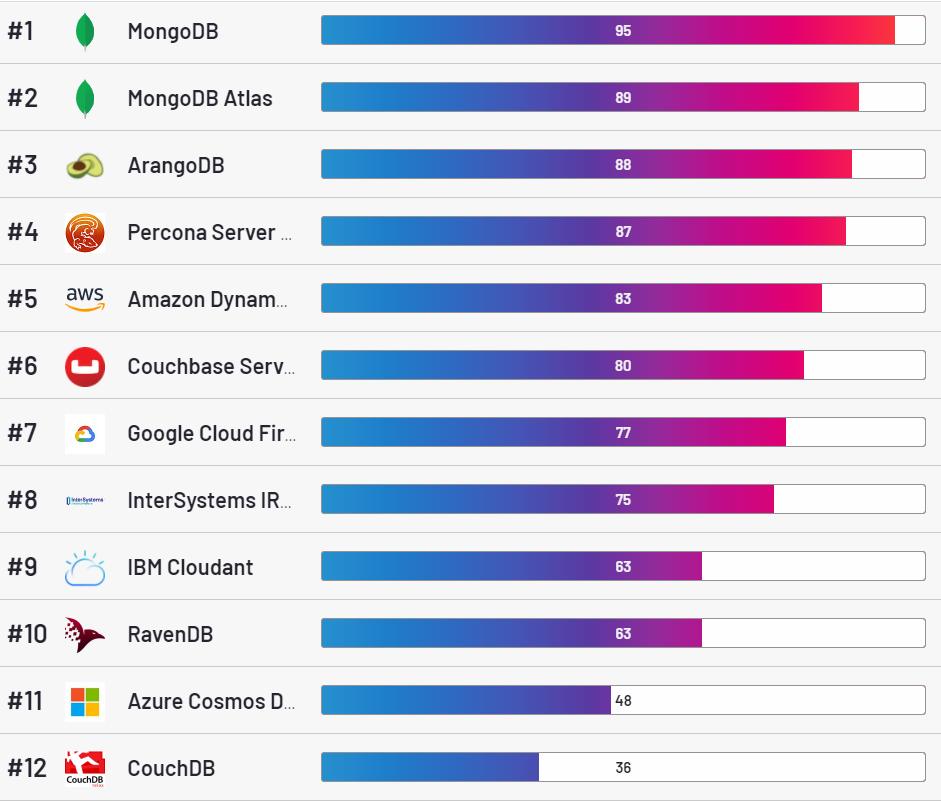 #1 MongoDB 95
#2 MongoDB Atlas 89
#3 ArangoDB 88
#4 Percona Server ... 87
#5 aws Amazon Dynam... 83
#6 Couchbase Serv... 80
#7 Google Cloud Fir... 77
#8 InterSystems InterSystems IR... 75
#9 IBM Cloudant 63
#10 RavenDB 63
#11 Azure Cosmos D... 48
#12 CouchDB CouchDB 36